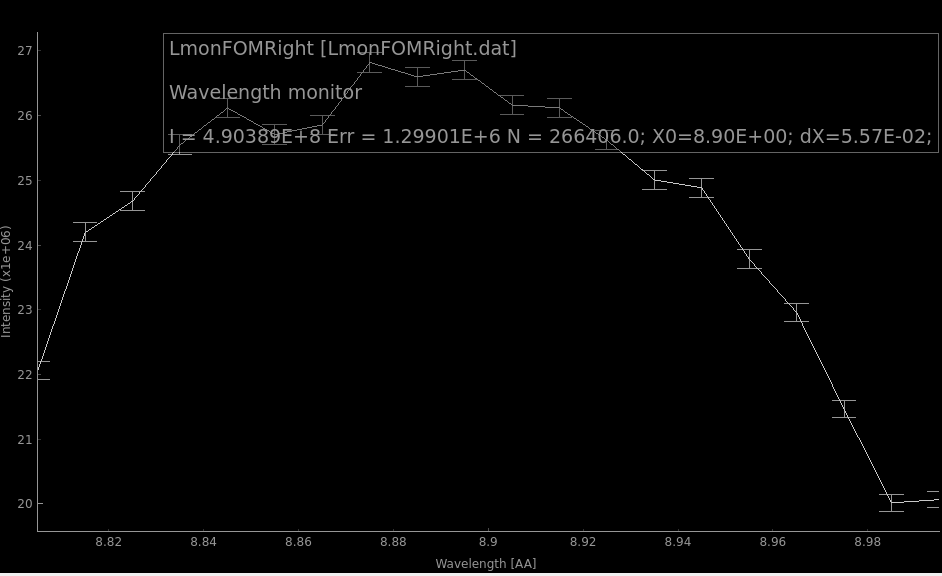 LmonFOMRight [LmonFOMRight.dat]
Wavelength monitor
I = 4.90389E+8 Err = 1.29901E+6 N = 266406.0; X0=8.90E+00; dX=5.57E-02;
Intensity (x1e+06)
27
26
25
24
23
22
21
20
8.82 8.84 8.86 8.88 8.9 8.92 8.94 8.96 8.98
Wavelength [AA]